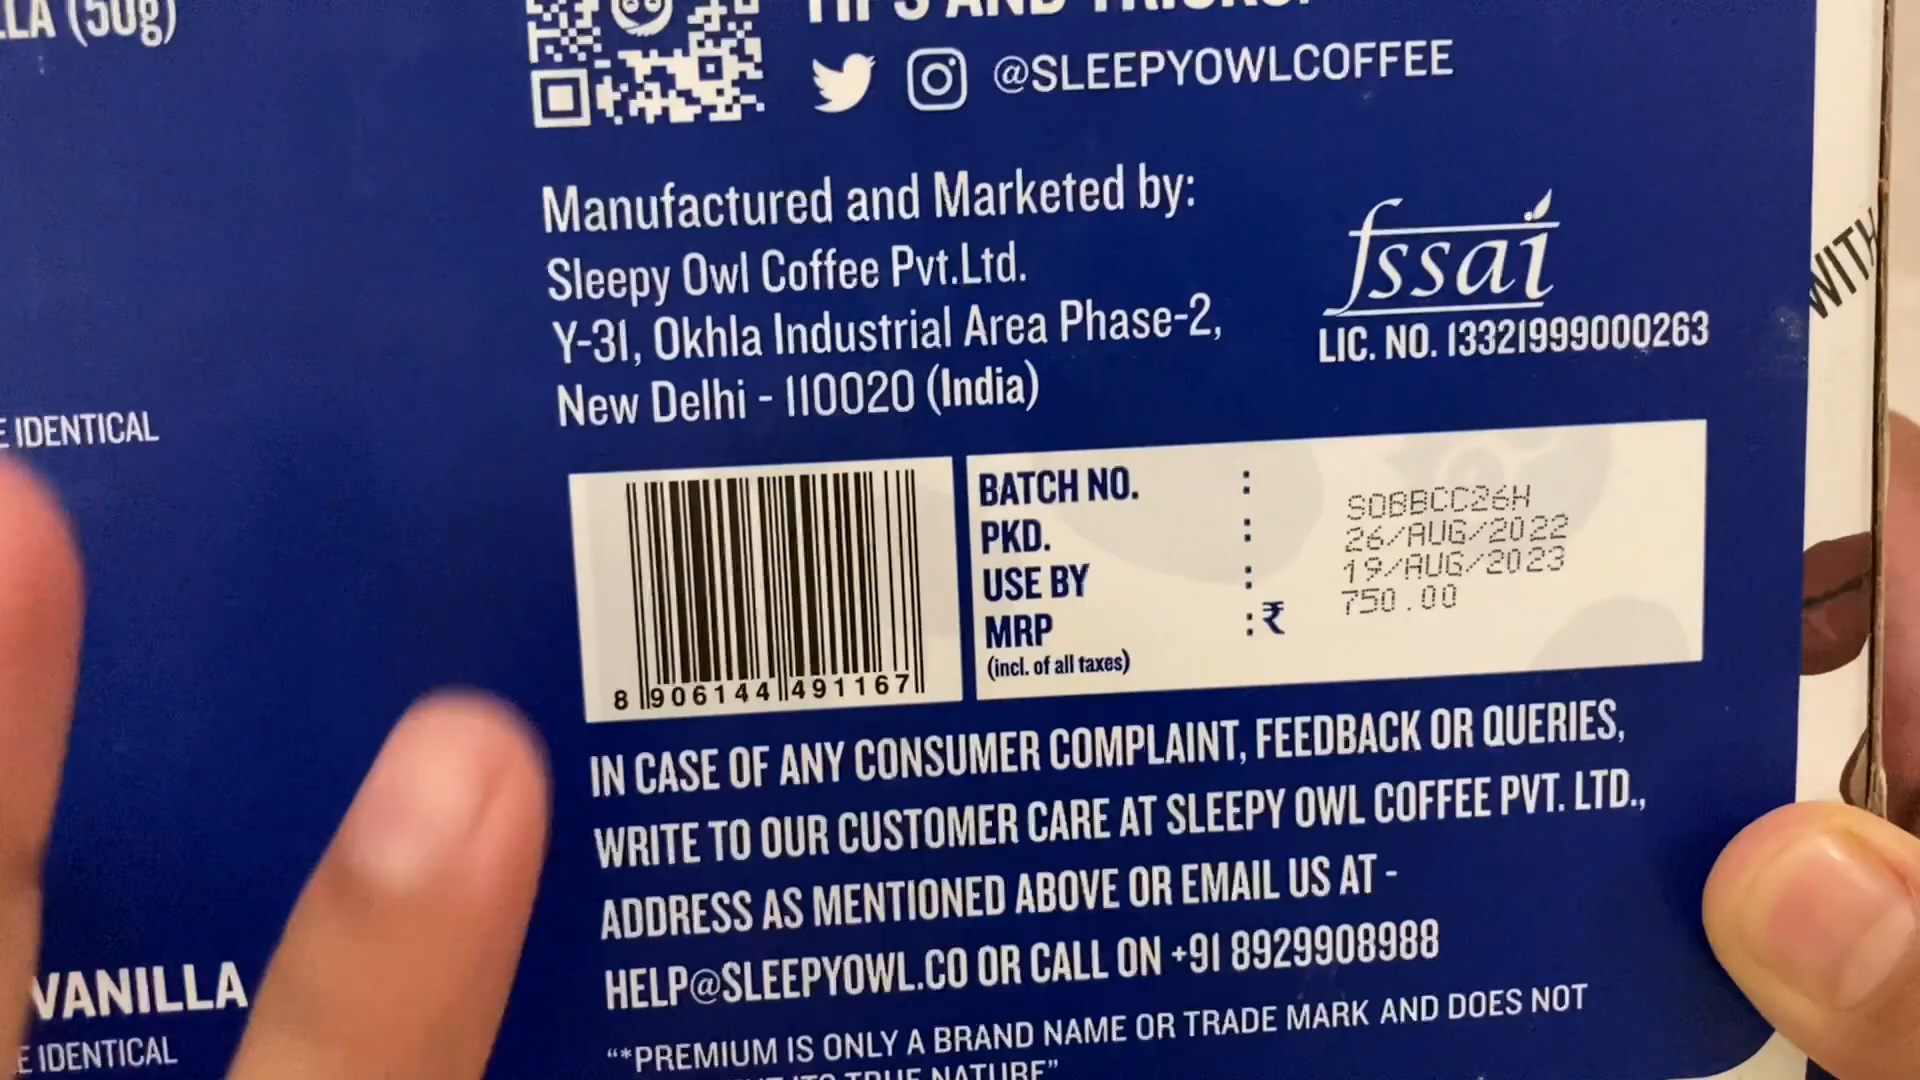 LLA (50g)
TIPS AND TRICKS!
@SLEEPYOWLCOFFEE
Manufactured and Marketed by:
Sleepy Owl Coffee Pvt.Ltd.
Y-31, Okhla Industrial Area Phase-2,
New Delhi - 110020 (India)
fssai
LIC. NO. 13321999000263
WITH
E IDENTICAL
BATCH NO. : SOBBCC26H
PKD. : 26/AUG/2022
USE BY : 19/AUG/2023
MRP :₹ 750.00
(incl. of all taxes)
8 906144 491167
IN CASE OF ANY CONSUMER COMPLAINT, FEEDBACK OR QUERIES,
WRITE TO OUR CUSTOMER CARE AT SLEEPY OWL COFFEE PVT. LTD.,
ADDRESS AS MENTIONED ABOVE OR EMAIL US AT -
HELP@SLEEPYOWL.CO OR CALL ON +91 8929908988
VANILLA
E IDENTICAL
"*PREMIUM IS ONLY A BRAND NAME OR TRADE MARK AND DOES NOT
ITS TRUE NATURE"